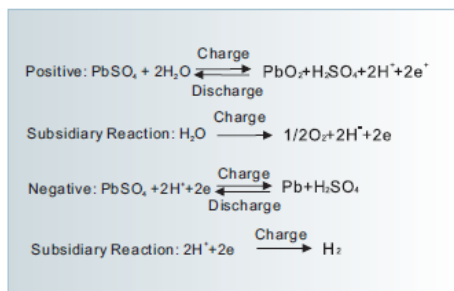 Charge
Positive: PbSO₄ + 2H₂O ⇌ PbO₂+H₂SO₄+2H⁺+2e⁺
Discharge
Charge
Subsidiary Reaction: H₂O → 1/2O₂+2H⁻+2e
Charge
Negative: PbSO₄ +2H⁺+2e ⇌ Pb+H₂SO₄
Discharge
Charge
Subsidiary Reaction: 2H⁺+2e → H₂